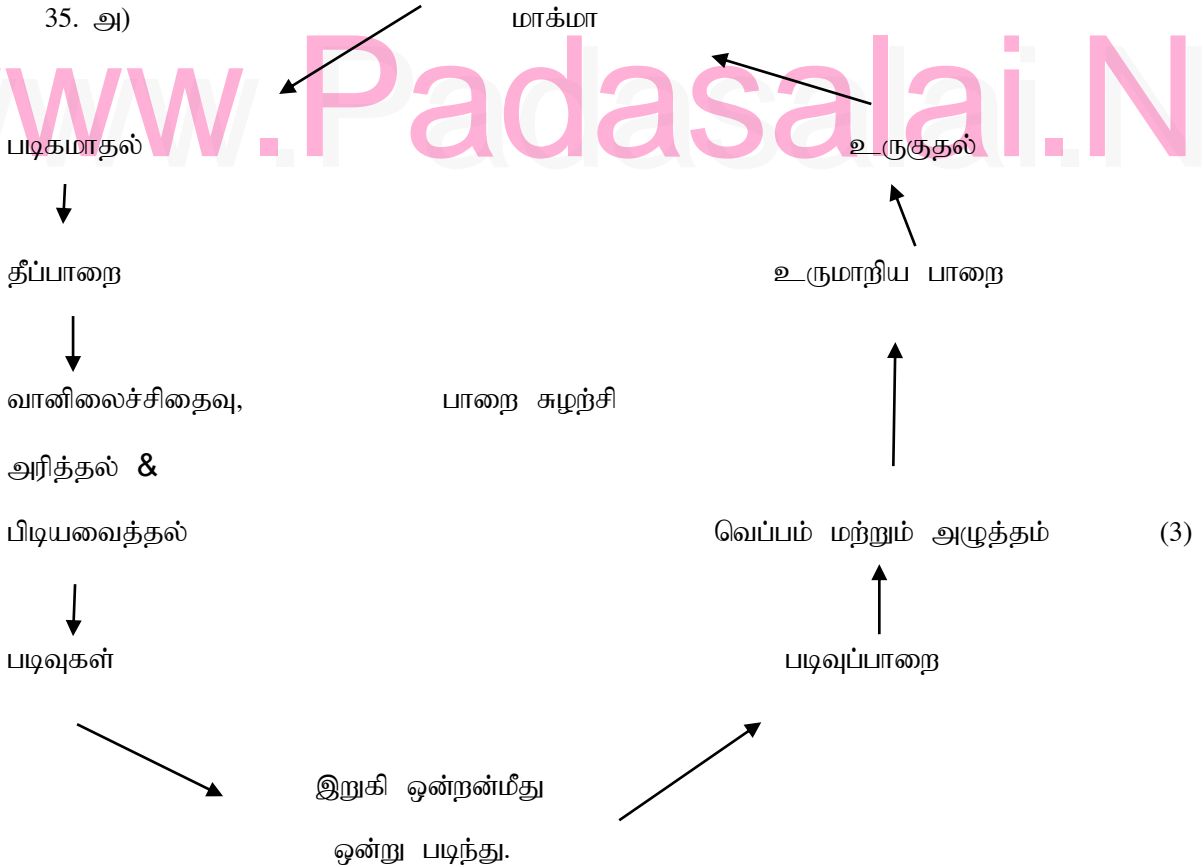 35. அ) மாக்மா
www.Padasalai.N
படிகமாதல் உருகுதல்
தீப்பாறை உருமாறிய பாறை
வானிலைச்சிதைவு, பாறை சுழற்சி
அரித்தல் &
பிடியவைத்தல் வெப்பம் மற்றும் அழுத்தம் (3)
படிவுகள் படிவுப்பாறை
இறுகி ஒன்றன்மீது
ஒன்று படிந்து.